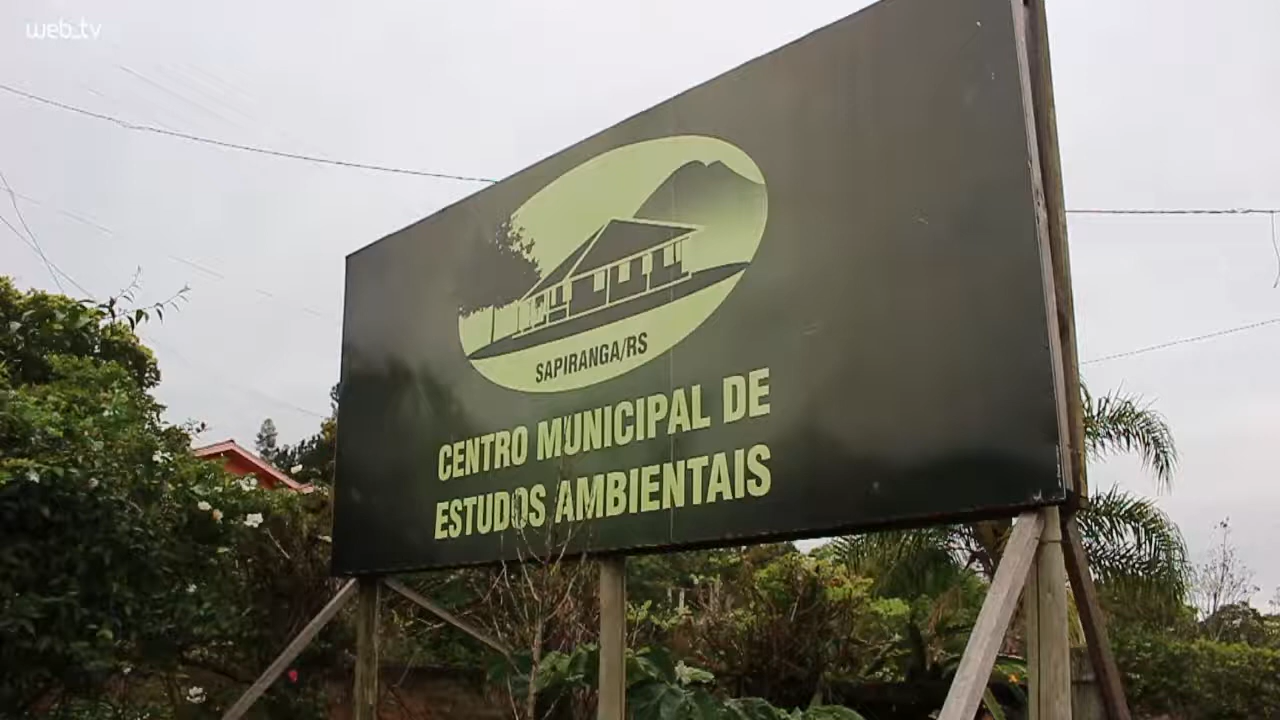 web_tv
SAPIRANGA/RS
CENTRO MUNICIPAL DE
ESTUDOS AMBIENTAIS